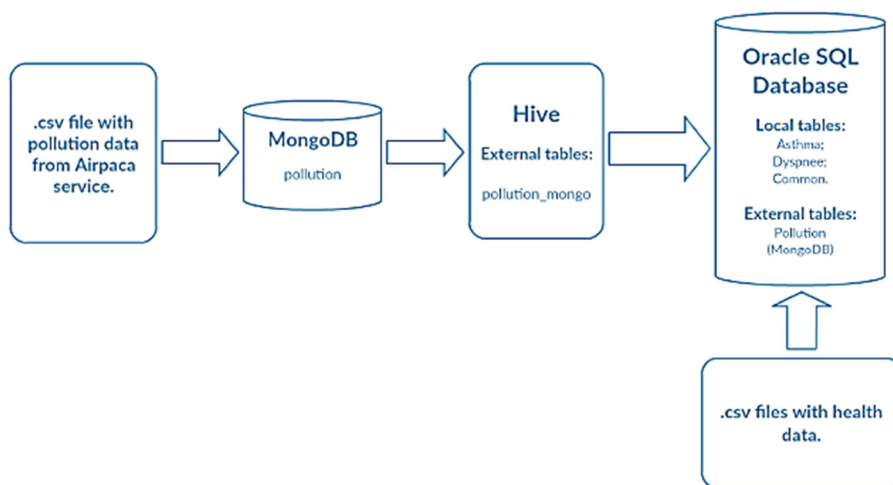 .csv file with
pollution data
from Airpaca
service.
MongoDB
pollution
Hive
External tables:
pollution_mongo
Oracle SQL
Database
Local tables:
Asthma;
Dyspnee;
Common.
External tables:
Pollution
(MongoDB)
.csv files with health
data.